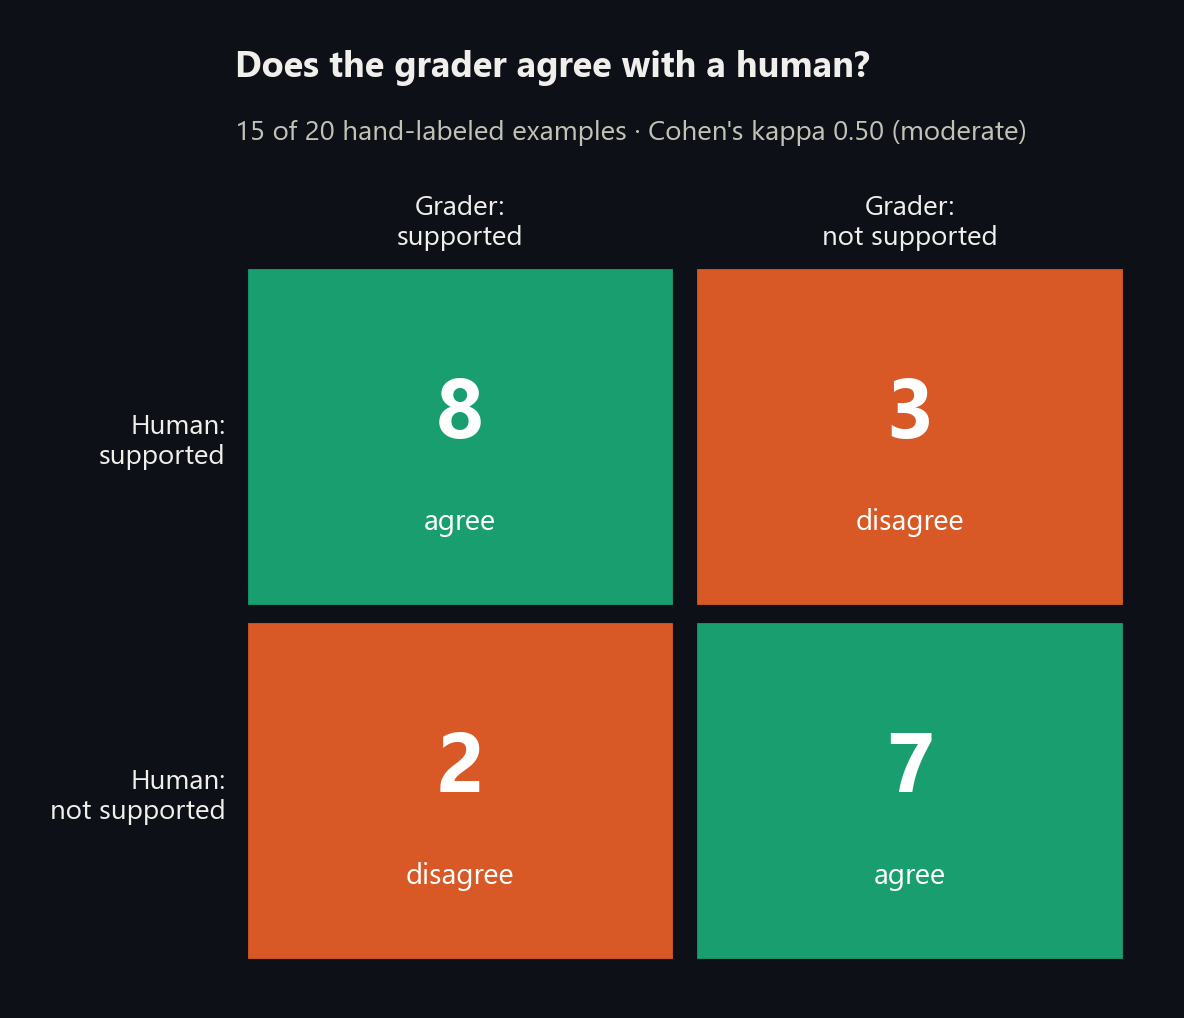 Does the grader agree with a human?
15 of 20 hand-labeled examples · Cohen's kappa 0.50 (moderate)
Grader:
supported
Grader:
not supported
Human:
supported
8
agree
3
disagree
Human:
not supported
2
disagree
7
agree